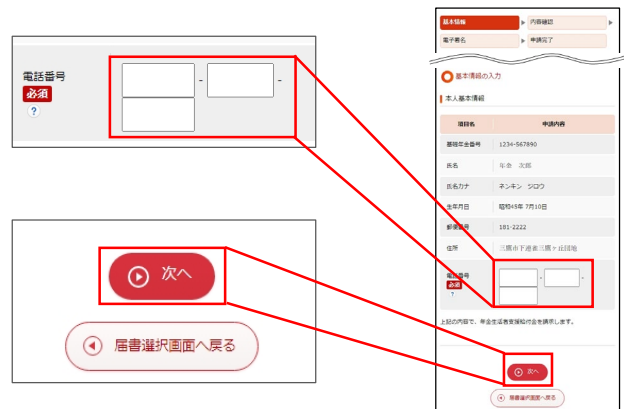 電話番号
必須
?
-
-
次へ
届書選択画面へ戻る
基本情報
内容確認
電子署名
申請完了
基本情報の入力
本人基本情報
項目名 申請内容
基礎年金番号 1234-567890
氏名 年金 次郎
氏名カナ ネンキン ジロウ
生年月日 昭和45年 7月10日
郵便番号 181-2222
住所 三鷹市下連雀三鷹ヶ丘団地
電話番号
必須
?
-
-
上記の内容で、年金生活者支援給付金を請求します。
次へ
届書選択画面へ戻る